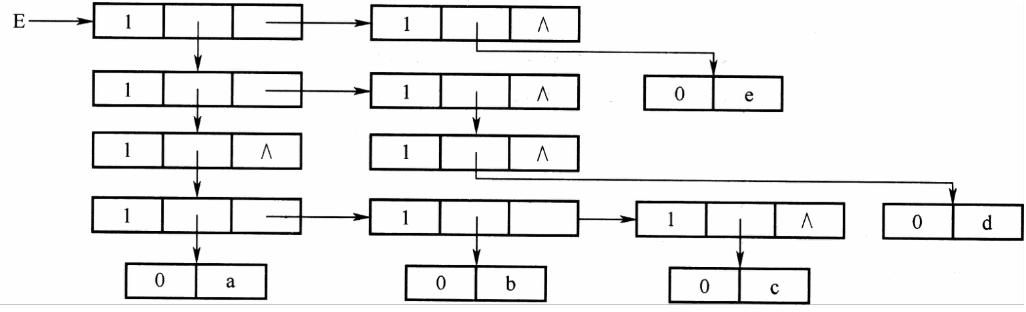 E 1 1 ∧
1 1 ∧ 0 e
1 ∧ 1 ∧
1 1 1 ∧ 0 d
0 a 0 b 0 c